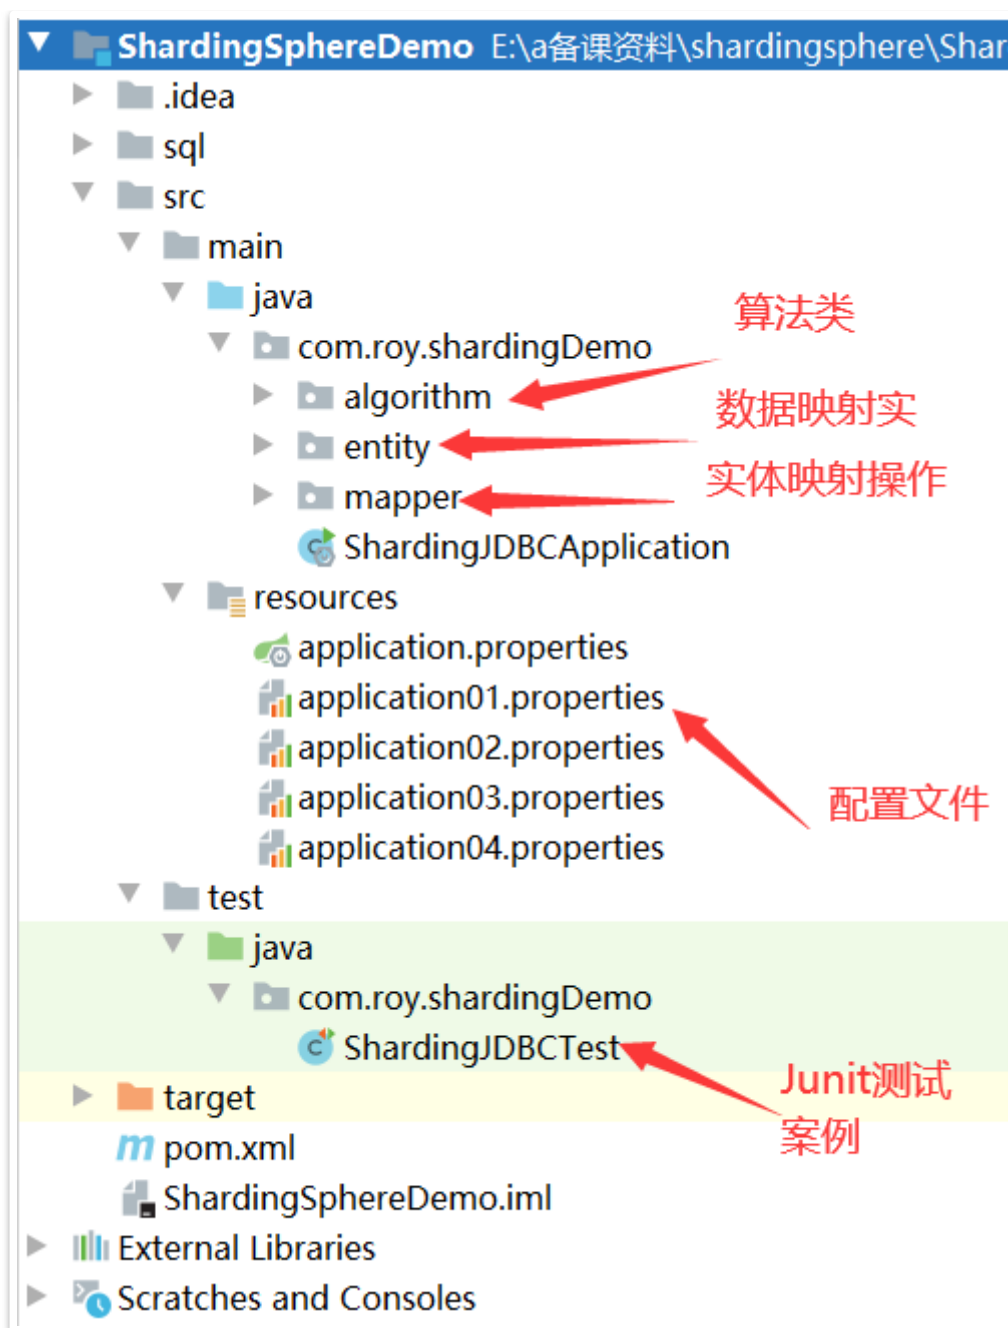 ShardingSphereDemo E:\a备课资料\shardingsphere\Shar
.idea
sql
src
main
java
算法类
com.roy.shardingDemo
algorithm
数据映射实
entity
实体映射操作
mapper
ShardingJDBCApplication
resources
application.properties
application01.properties
application02.properties
application03.properties
配置文件
application04.properties
test
java
com.roy.shardingDemo
ShardingJDBCTest
Junit测试
案例
target
pom.xml
ShardingSphereDemo.iml
External Libraries
Scratches and Consoles